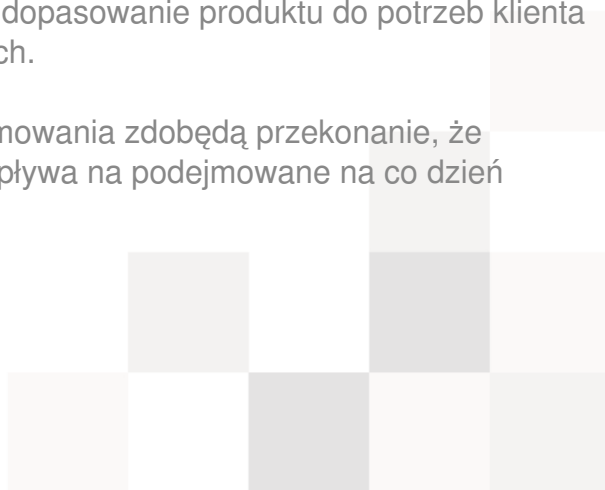 dopasowanie produktu do potrzeb klienta
ch.
mowania zdobędą przekonanie, że
pływa na podejmowane na co dzień